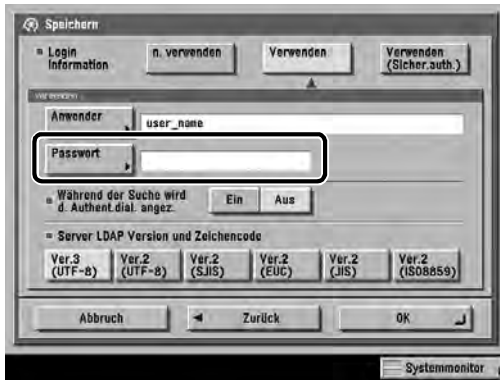 Speichern
Login
Information
n. verwenden
Verwenden
Verwenden
(Sicher.auth.)
Verwenden
Anwender
user_name
Passwort
Während der Suche wird
d. Authent.dial. angez.
Ein
Aus
Server LDAP Version und Zeichencode
Ver.3
(UTF-8)
Ver.2
(UTF-8)
Ver.2
(SJIS)
Ver.2
(EUC)
Ver.2
(JIS)
Ver.2
(ISO8859)
Abbruch
Zurück
OK
Systemmonitor